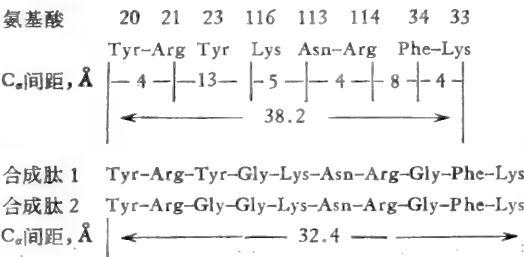 氨基酸 20 21 23 116 113 114 34 33
Tyr-Arg Tyr Lys Asn-Arg Phe-Lys
Cα间距,Å 4 13 5 4 8 4
38.2
合成肽 1 Tyr-Arg-Tyr-Gly-Lys-Asn-Arg-Gly-Phe-Lys
合成肽 2 Tyr-Arg-Gly-Gly-Lys-Asn-Arg-Gly-Phe-Lys
Cα间距,Å 32.4